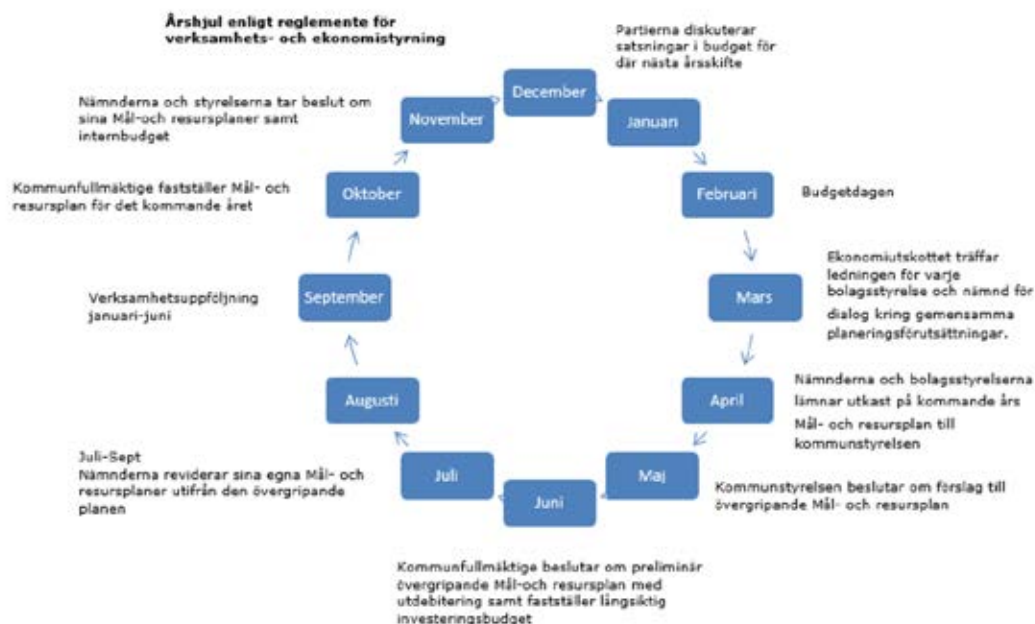 Årshjul enligt reglemente för
verksamhets- och ekonomistyrning
Partierna diskuterar
satsningar i budget för
där nästa årsskifte
December
Januari
Februari
Budgetdagen
Mars
Ekonomiutskottet träffar
ledningen för varje
bolagsstyrelse och nämnd för
dialog kring gemensamma
planeringsförutsättningar.
April
Nämnderna och bolagsstyrelserna
lämnar utkast på kommande års
Mål- och resursplan till
kommunstyrelsen
Maj
Kommunstyrelsen beslutar om förslag till
övergripande Mål- och resursplan
Juni
Kommunfullmäktige beslutar om preliminär
övergripande Mål-och resursplan med
utdebitering samt fastställer långsiktig
investeringsbudget
Juli
Juli-Sept
Nämnderna reviderar sina egna Mål- och
resursplaner utifrån den övergripande
planen
Augusti
September
Verksamhetsuppföljning
januari-juni
Oktober
Kommunfullmäktige fastställer Mål- och
resursplan för det kommande året
November
Nämnderna och styrelserna tar beslut om
sina Mål-och resursplaner samt
internbudget